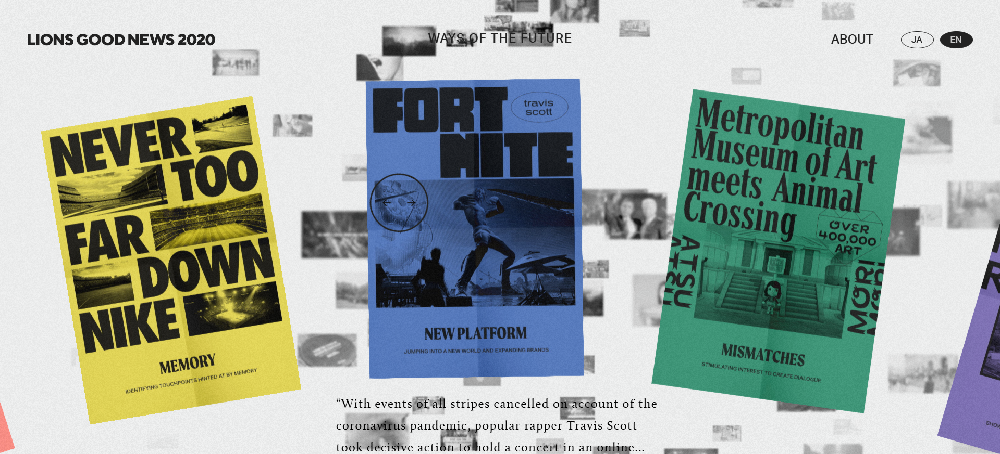 LIONS GOOD NEWS 2020
WAYS OF THE FUTURE
ABOUT
JA
EN
NEVER
TOO
FAR
DOWN
NIKE
MEMORY
IDENTIFYING TOUCHPOINTS HINTED AT BY MEMORY
FORT
NITE
travis
scott
NEW PLATFORM
JUMPING INTO A NEW WORLD AND EXPANDING BRANDS
Metropolitan
Museum of Art
meets Animal
Crossing
OVER
400,000
ART
ATSU
MORI
MISMATCHES
STIMULATING INTEREST TO CREATE DIALOGUE
SHOW
“With events of all stripes cancelled on account of the
coronavirus pandemic, popular rapper Travis Scott
took decisive action to hold a concert in an online...